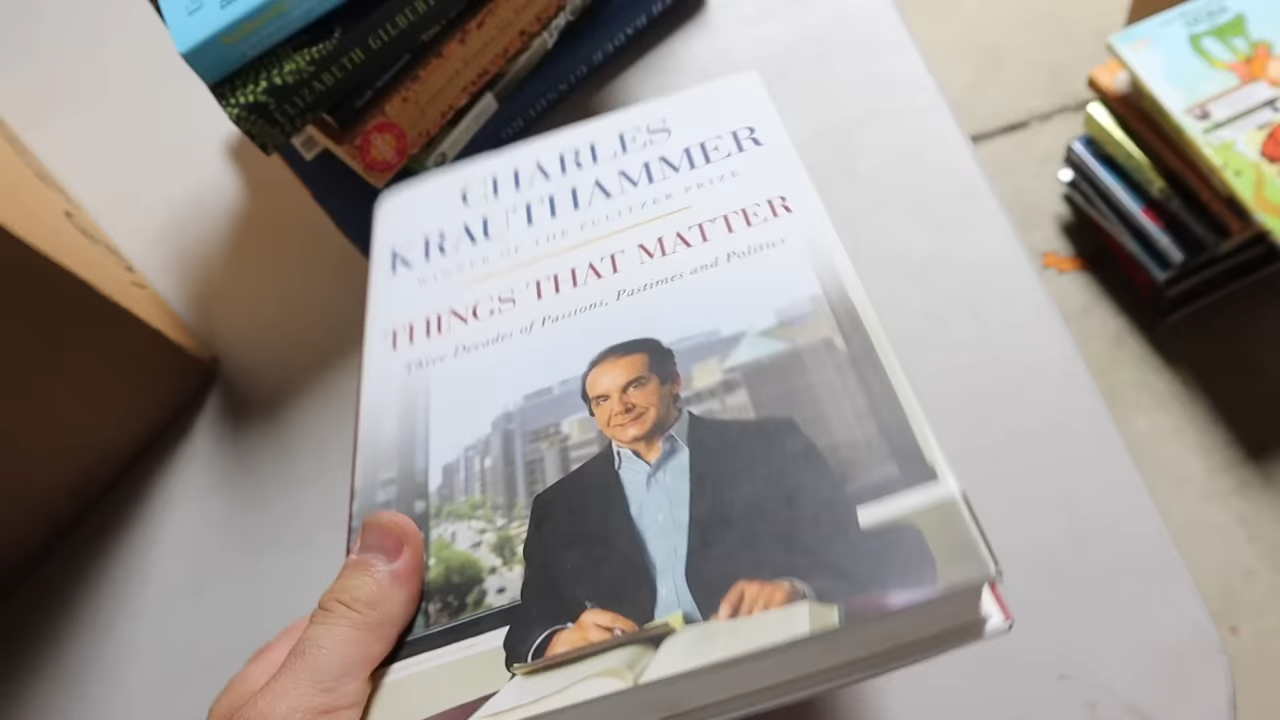 ELIZABETH GILBERT
CHARLES
KRAUTHAMMER
WINNER OF THE PULITZER PRIZE
THINGS THAT MATTER
Three Decades of Passions, Pastimes and Politics